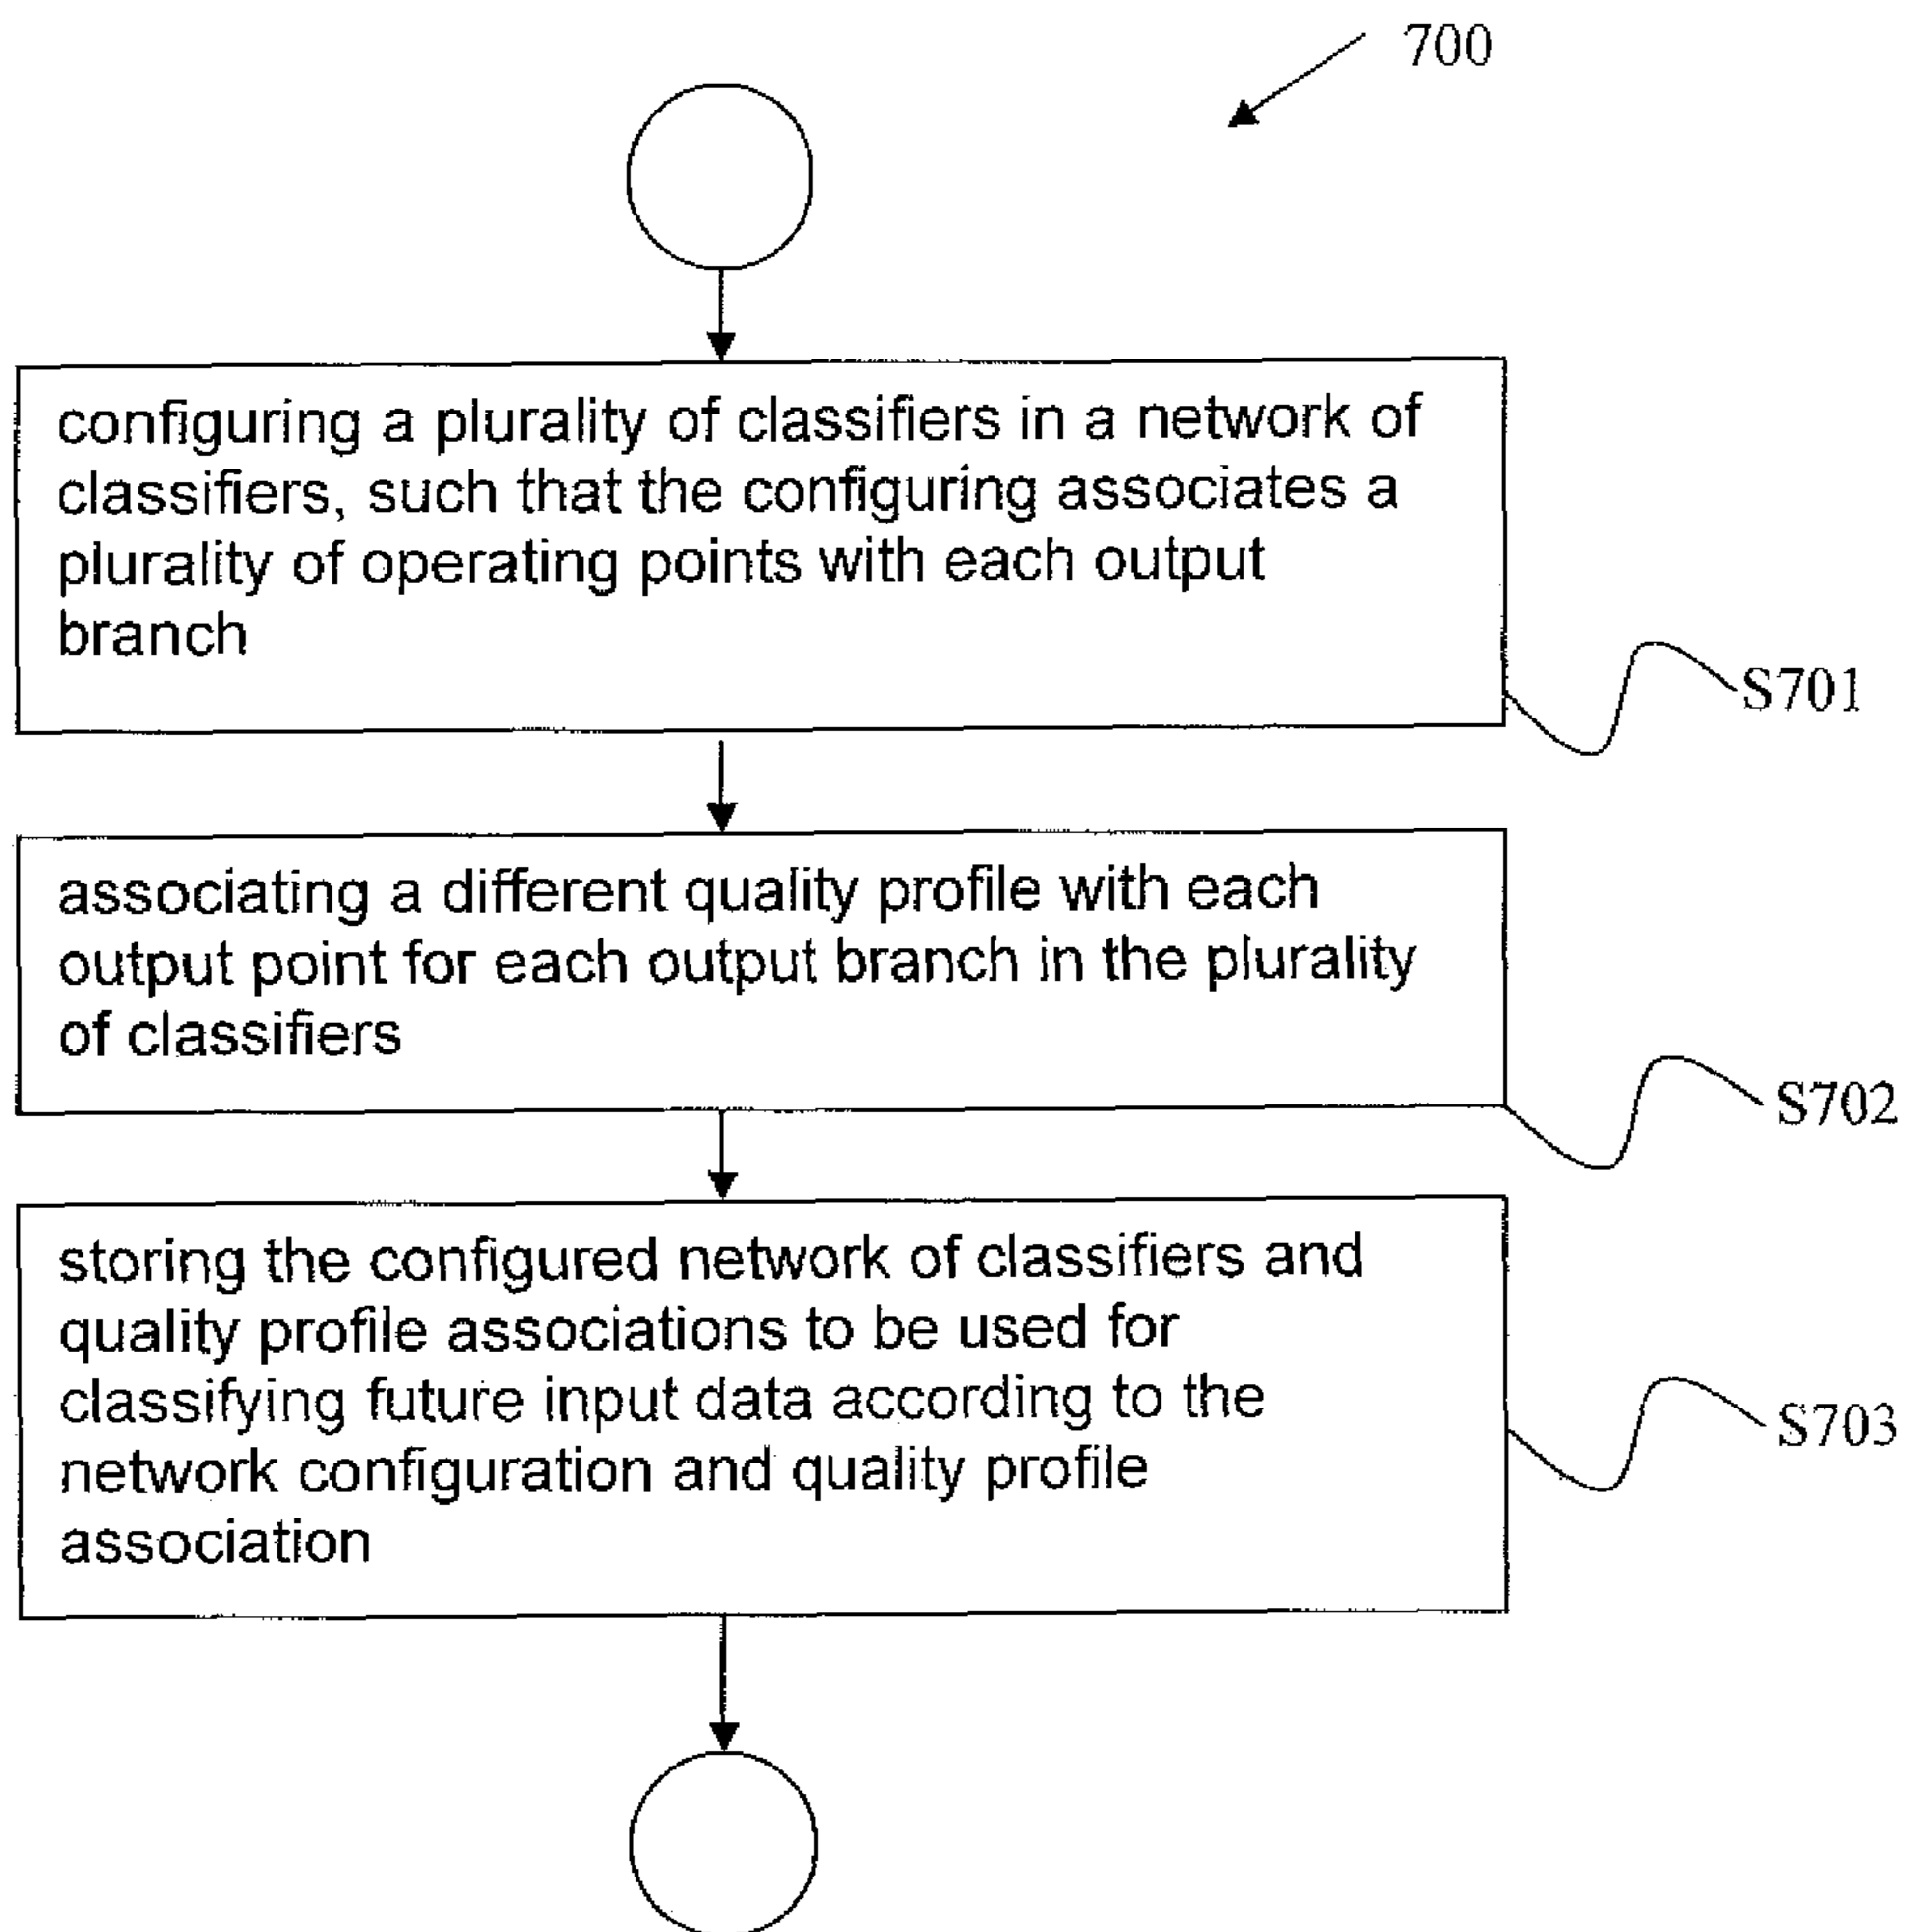 700
configuring a plurality of classifiers in a network of
classifiers, such that the configuring associates a
plurality of operating points with each output
branch
S701
associating a different quality profile with each
output point for each output branch in the plurality
of classifiers
S702
storing the configured network of classifiers and
quality profile associations to be used for
classifying future input data according to the
network configuration and quality profile
association
S703